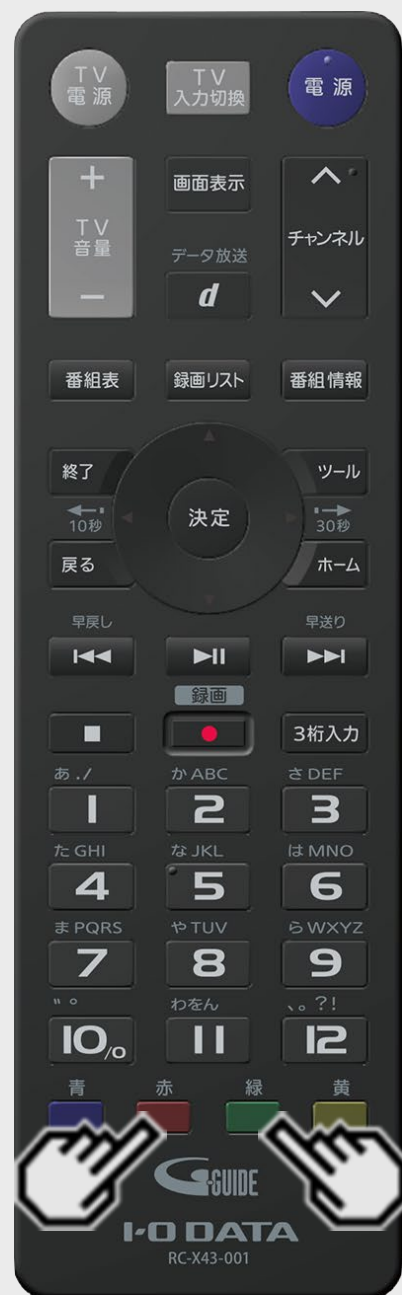 TV
電源
TV
入力切換
電源
+
TV
音量
−
画面表示
データ放送
d
チャンネル
番組表
録画リスト
番組情報
終了
ツール
10秒
決定
30秒
戻る
ホーム
早戻し
早送り
録画
3桁入力
あ ./
か ABC
さ DEF
1
2
3
た GHI
な JKL
は MNO
4
5
6
ま PQRS
や TUV
ら WXYZ
7
8
9
゛゜
わをん
、。?!
10/0
11
12
青 赤 緑 黄
G-GUIDE
I-O DATA
RC-X43-001